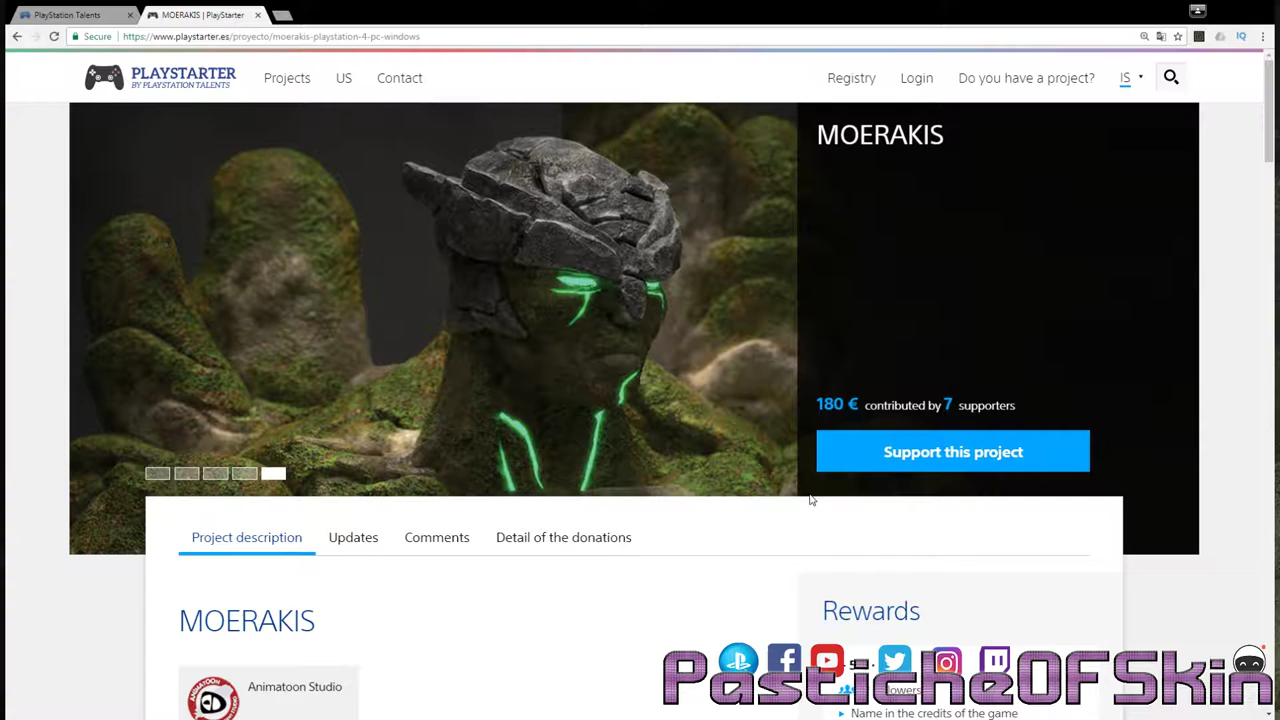 PlayStation Talents
MOERAKIS | PlayStarter
Secure https://www.playstarter.es/proyecto/moerakis-playstation-4-pc-windows
PLAYSTARTER
BY PLAYSTATION TALENTS
Projects US Contact
Registry Login Do you have a project? IS
MOERAKIS
180 € contributed by 7 supporters
Support this project
Project description Updates Comments Detail of the donations
MOERAKIS
Rewards
Animatoon Studio
PasticheOFSkin
Name in the credits of the game